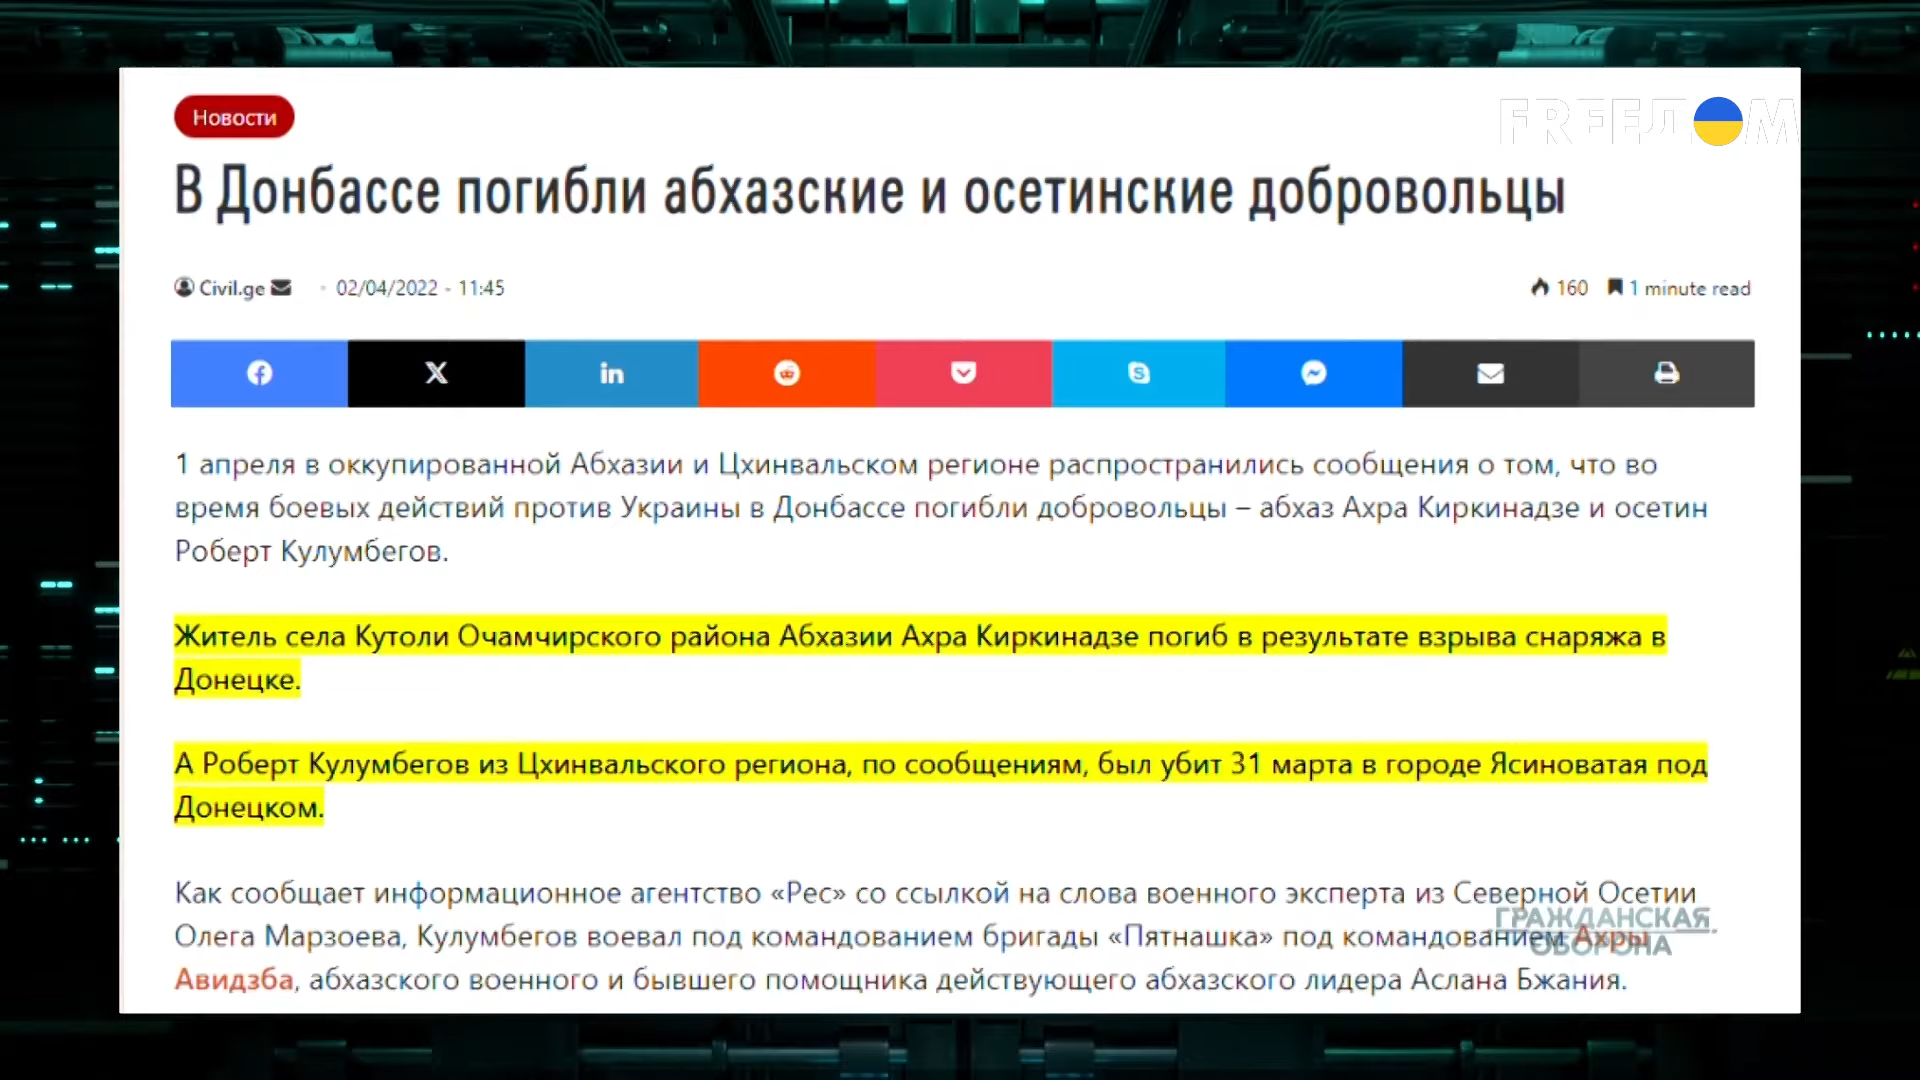 Новости
FREEДOM
В Донбассе погибли абхазские и осетинские добровольцы
Civil.ge
02/04/2022 - 11:45
160
1 minute read
1 апреля в оккупированной Абхазии и Цхинвальском регионе распространились сообщения о том, что во
время боевых действий против Украины в Донбассе погибли добровольцы – абхаз Ахра Киркинадзе и осетин
Роберт Кулумбегов.
Житель села Кутоли Очамчирского района Абхазии Ахра Киркинадзе погиб в результате взрыва снаряжа в
Донецке.
А Роберт Кулумбегов из Цхинвальского региона, по сообщениям, был убит 31 марта в городе Ясиноватая под
Донецком.
Как сообщает информационное агентство «Рес» со ссылкой на слова военного эксперта из Северной Осетии
Олега Марзоева, Кулумбегов воевал под командованием бригады «Пятнашка» под командованием Ахры
Авидзба, абхазского военного и бывшего помощника действующего абхазского лидера Аслана Бжания.
ГРАЖДАНСКАЯ
ОБОРОНА